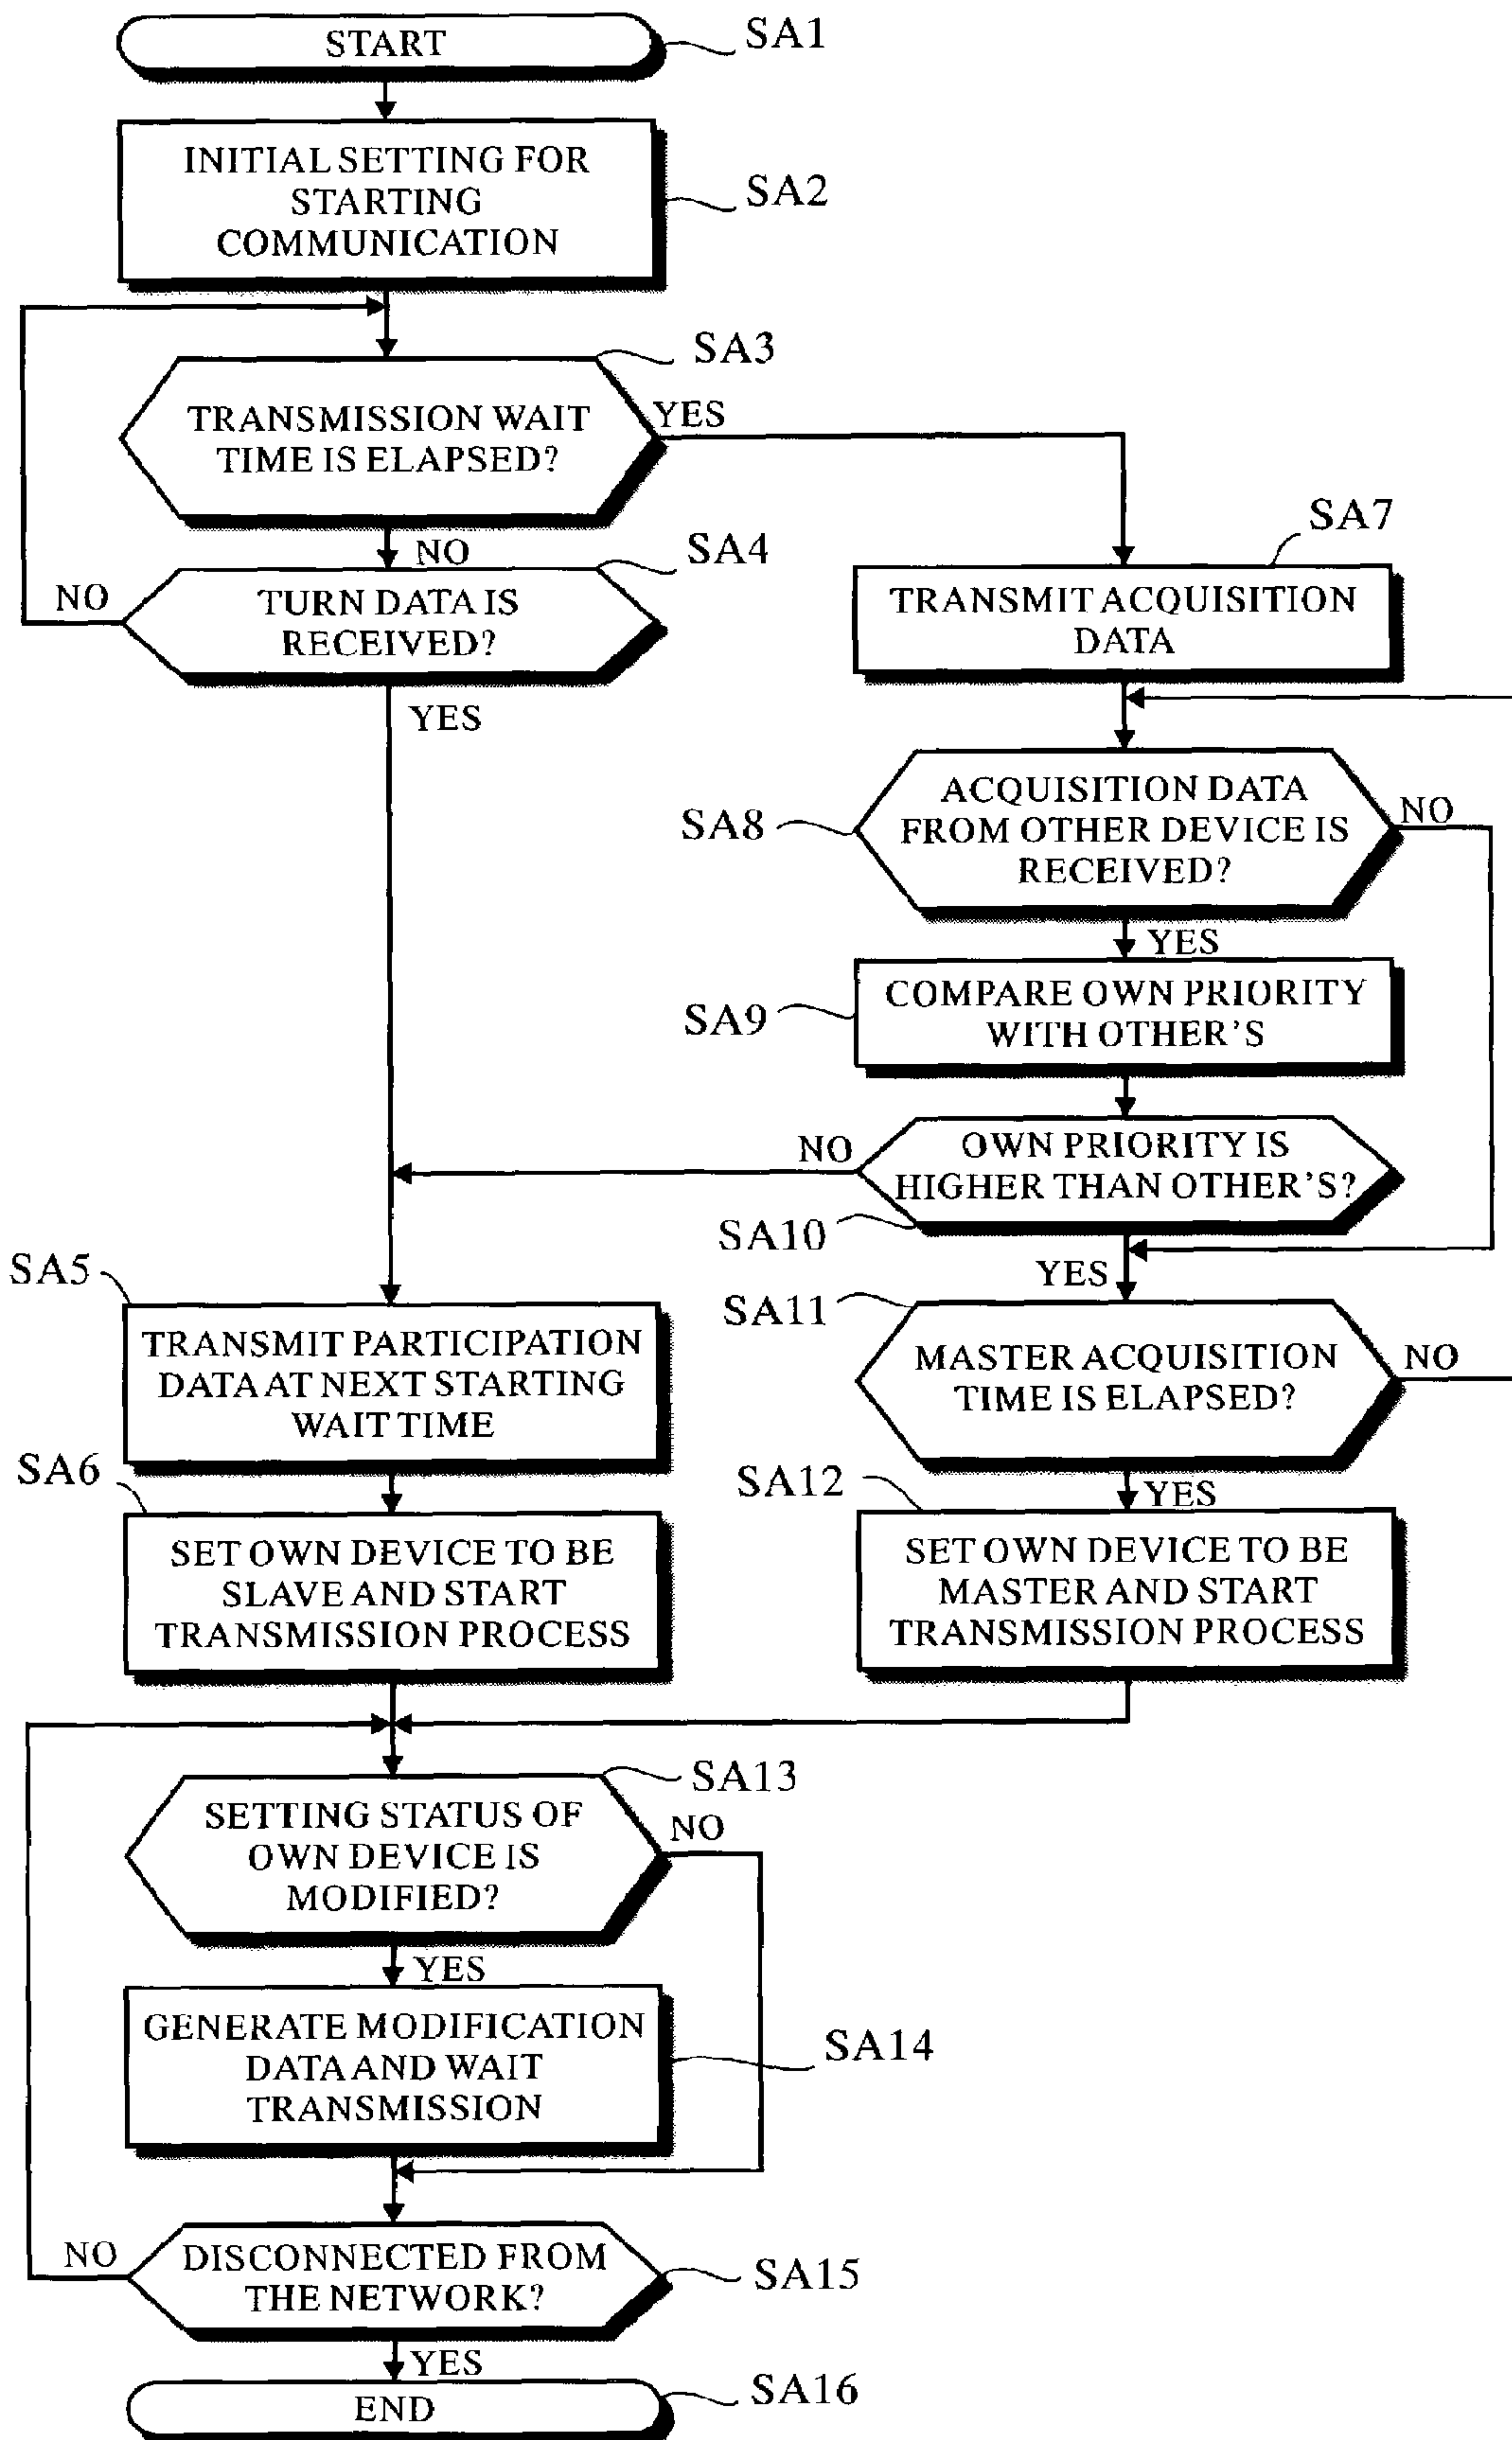 START
SA1
INITIAL SETTING FOR
STARTING
COMMUNICATION
SA2
SA3
TRANSMISSION WAIT
TIME IS ELAPSED?
YES
NO
SA4
NO
TURN DATA IS
RECEIVED?
YES
SA7
TRANSMIT ACQUISITION
DATA
SA8
ACQUISITION DATA
FROM OTHER DEVICE IS
RECEIVED?
NO
YES
SA9
COMPARE OWN PRIORITY
WITH OTHER'S
NO
OWN PRIORITY IS
HIGHER THAN OTHER'S?
SA10
YES
SA5
TRANSMIT PARTICIPATION
DATA AT NEXT STARTING
WAIT TIME
SA11
MASTER ACQUISITION
TIME IS ELAPSED?
NO
YES
SA6
SET OWN DEVICE TO BE
SLAVE AND START
TRANSMISSION PROCESS
SA12
SET OWN DEVICE TO BE
MASTER AND START
TRANSMISSION PROCESS
SA13
SETTING STATUS OF
OWN DEVICE IS
MODIFIED?
NO
YES
GENERATE MODIFICATION
DATA AND WAIT
TRANSMISSION
SA14
NO
DISCONNECTED FROM
THE NETWORK?
SA15
YES
END
SA16